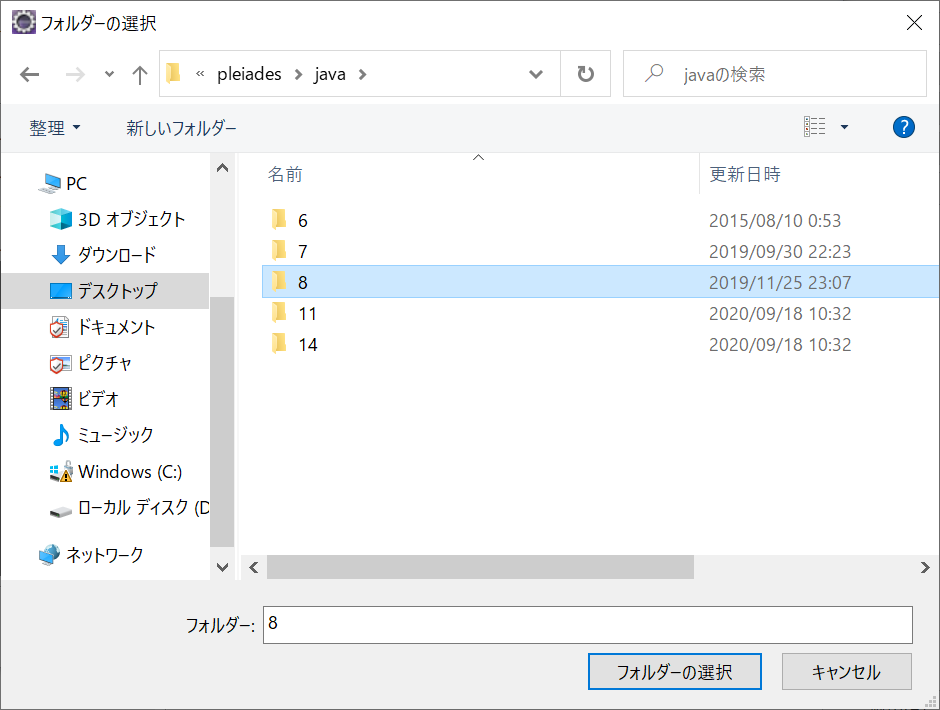 フォルダーの選択
« pleiades > java >
javaの検索
整理
新しいフォルダー
?
PC
3D オブジェクト
ダウンロード
デスクトップ
ドキュメント
ピクチャ
ビデオ
ミュージック
Windows (C:)
ローカル ディスク (D
ネットワーク
名前 更新日時
6 2015/08/10 0:53
7 2019/09/30 22:23
8 2019/11/25 23:07
11 2020/09/18 10:32
14 2020/09/18 10:32
フォルダー: 8
フォルダーの選択 キャンセル